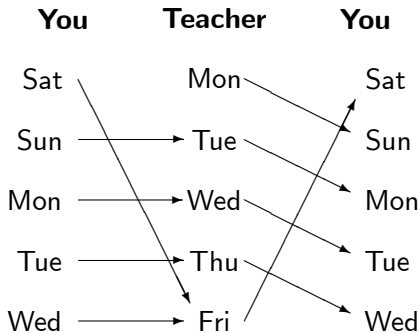 You Teacher You
Sat Mon Sat
Sun Tue Sun
Mon Wed Mon
Tue Thu Tue
Wed Fri Wed